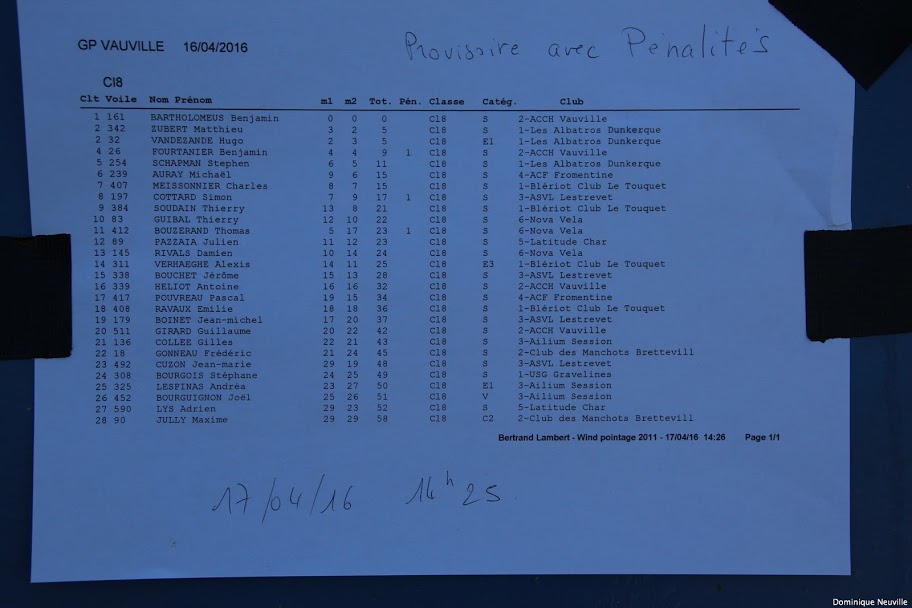 GP VAUVILLE 16/04/2016
Provisoire avec Pénalités
Cl8
Clt Voile Nom Prénom m1 m2 Tot. Pén. Classe Catég. Club
1 161 BARTHOLOMEUS Benjamin 0 0 0 Cl8 S 2-ACCH Vauville
2 342 ZUBERT Matthieu 3 2 5 Cl8 S 1-Les Albatros Dunkerque
2 32 VANDEZANDE Hugo 2 3 5 Cl8 E1 1-Les Albatros Dunkerque
4 26 FOURTANIER Benjamin 4 4 9 1 Cl8 S 2-ACCH Vauville
5 254 SCHAPMAN Stephen 6 5 11 Cl8 S 1-Les Albatros Dunkerque
6 239 AURAY Michaël 9 6 15 Cl8 S 4-ACF Fromentine
7 407 MEISSONNIER Charles 8 7 15 Cl8 S 1-Blériot Club Le Touquet
8 197 COTTARD Simon 7 9 17 1 Cl8 S 3-ASVL Lestrevet
9 384 SOUDAIN Thierry 13 8 21 Cl8 S 1-Blériot Club Le Touquet
10 83 GUIBAL Thierry 12 10 22 Cl8 S 6-Nova Vela
11 412 BOUZERAND Thomas 5 17 23 1 Cl8 S 6-Nova Vela
12 89 PAZZAIA Julien 11 12 23 Cl8 S 5-Latitude Char
13 145 RIVALS Damien 10 14 24 Cl8 S 6-Nova Vela
14 311 VERHAEGHE Alexis 14 11 25 Cl8 E3 1-Blériot Club Le Touquet
15 338 BOUCHET Jérôme 15 13 28 Cl8 S 3-ASVL Lestrevet
16 339 HELIOT Antoine 16 16 32 Cl8 S 2-ACCH Vauville
17 417 POUVREAU Pascal 19 15 34 Cl8 S 4-ACF Fromentine
18 408 RAVAUX Emilie 18 18 36 Cl8 S 1-Blériot Club Le Touquet
19 179 BOINET Jean-michel 17 20 37 Cl8 S 3-ASVL Lestrevet
20 511 GIRARD Guillaume 20 22 42 Cl8 S 2-ACCH Vauville
21 136 COLLEE Gilles 22 21 43 Cl8 S 3-Ailium Session
22 18 GONNEAU Frédéric 21 24 45 Cl8 S 2-Club des Manchots Brettevill
23 492 CUZON Jean-marie 29 19 48 Cl8 S 3-ASVL Lestrevet
24 308 BOURGOIS Stéphane 24 25 49 Cl8 S 1-USG Gravelines
25 325 LESPINAS Andréa 23 27 50 Cl8 E1 3-Ailium Session
26 452 BOURGUIGNON Joël 25 26 51 Cl8 V 3-Ailium Session
27 590 LYS Adrien 29 23 52 Cl8 S 5-Latitude Char
28 90 JULLY Maxime 29 29 58 Cl8 C2 2-Club des Manchots Brettevill
Bertrand Lambert - Wind pointage 2011 - 17/04/16 14:26 Page 1/1
17/04/16 14h25
Dominique Neuville